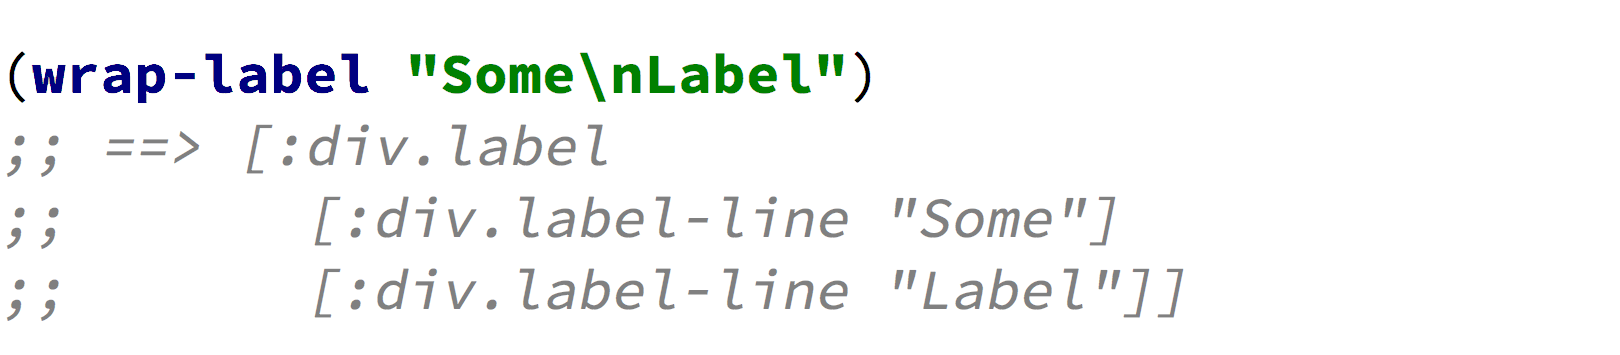 (wrap-label "Some\nLabel")
;; ==> [:div.label
;;       [:div.label-line "Some"]
;;       [:div.label-line "Label"]]